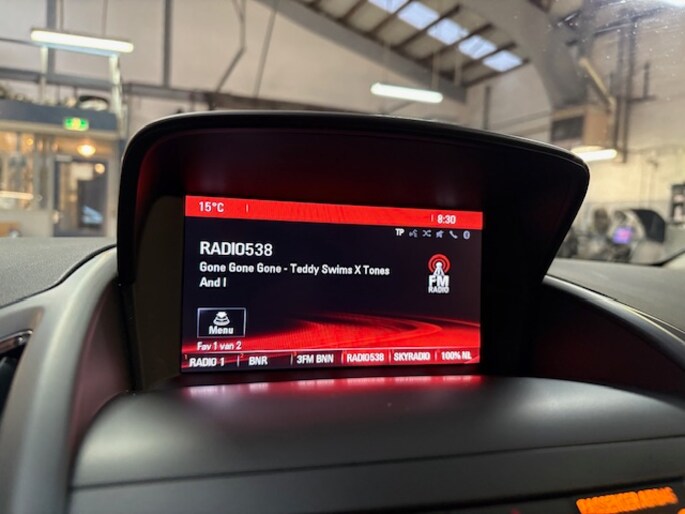 15°C
8:30
TP
RADIO538
Gone Gone Gone - Teddy Swims X Tones
And I
FM
RADIO
Menu
Fav 1 van 2
RADIO 1 BNR 3FM BNN RADIO538 SKYRADIO 100% NL